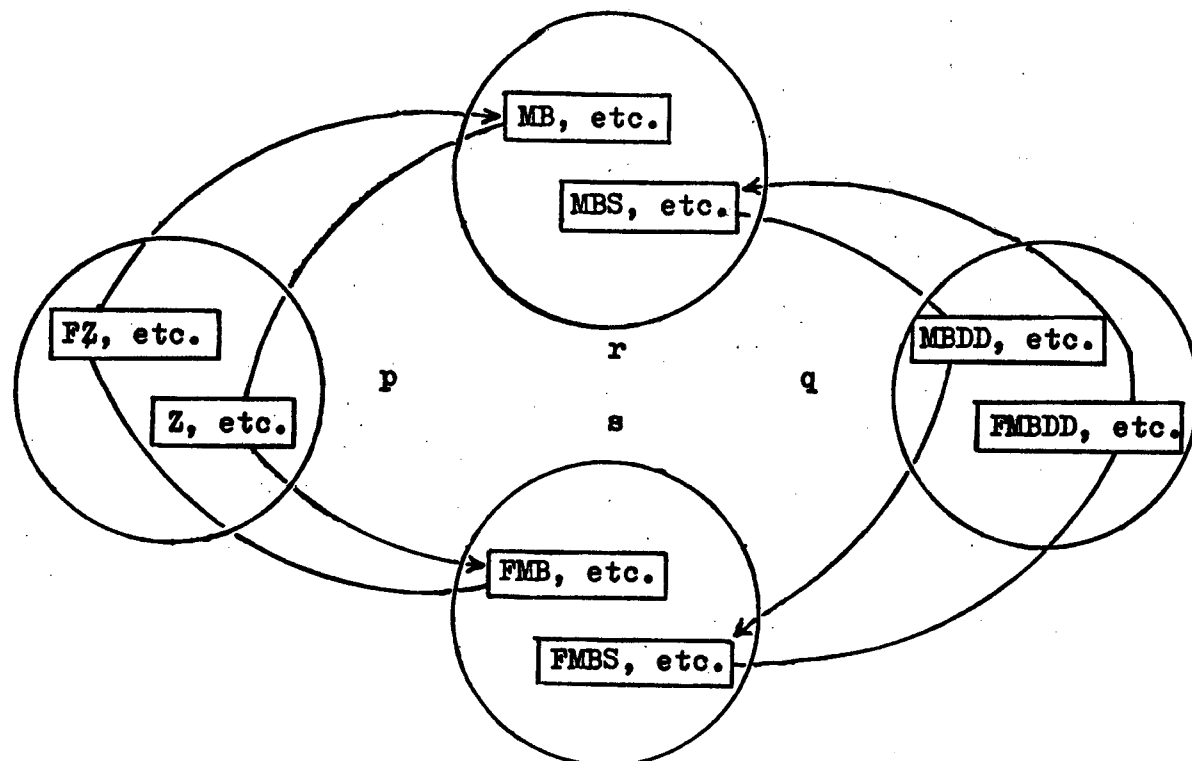 MB, etc.
MBS, etc.
FZ, etc.
MBDD, etc.
r
p
q
Z, etc.
s
FMBDD, etc.
FMB, etc.
FMBS, etc.